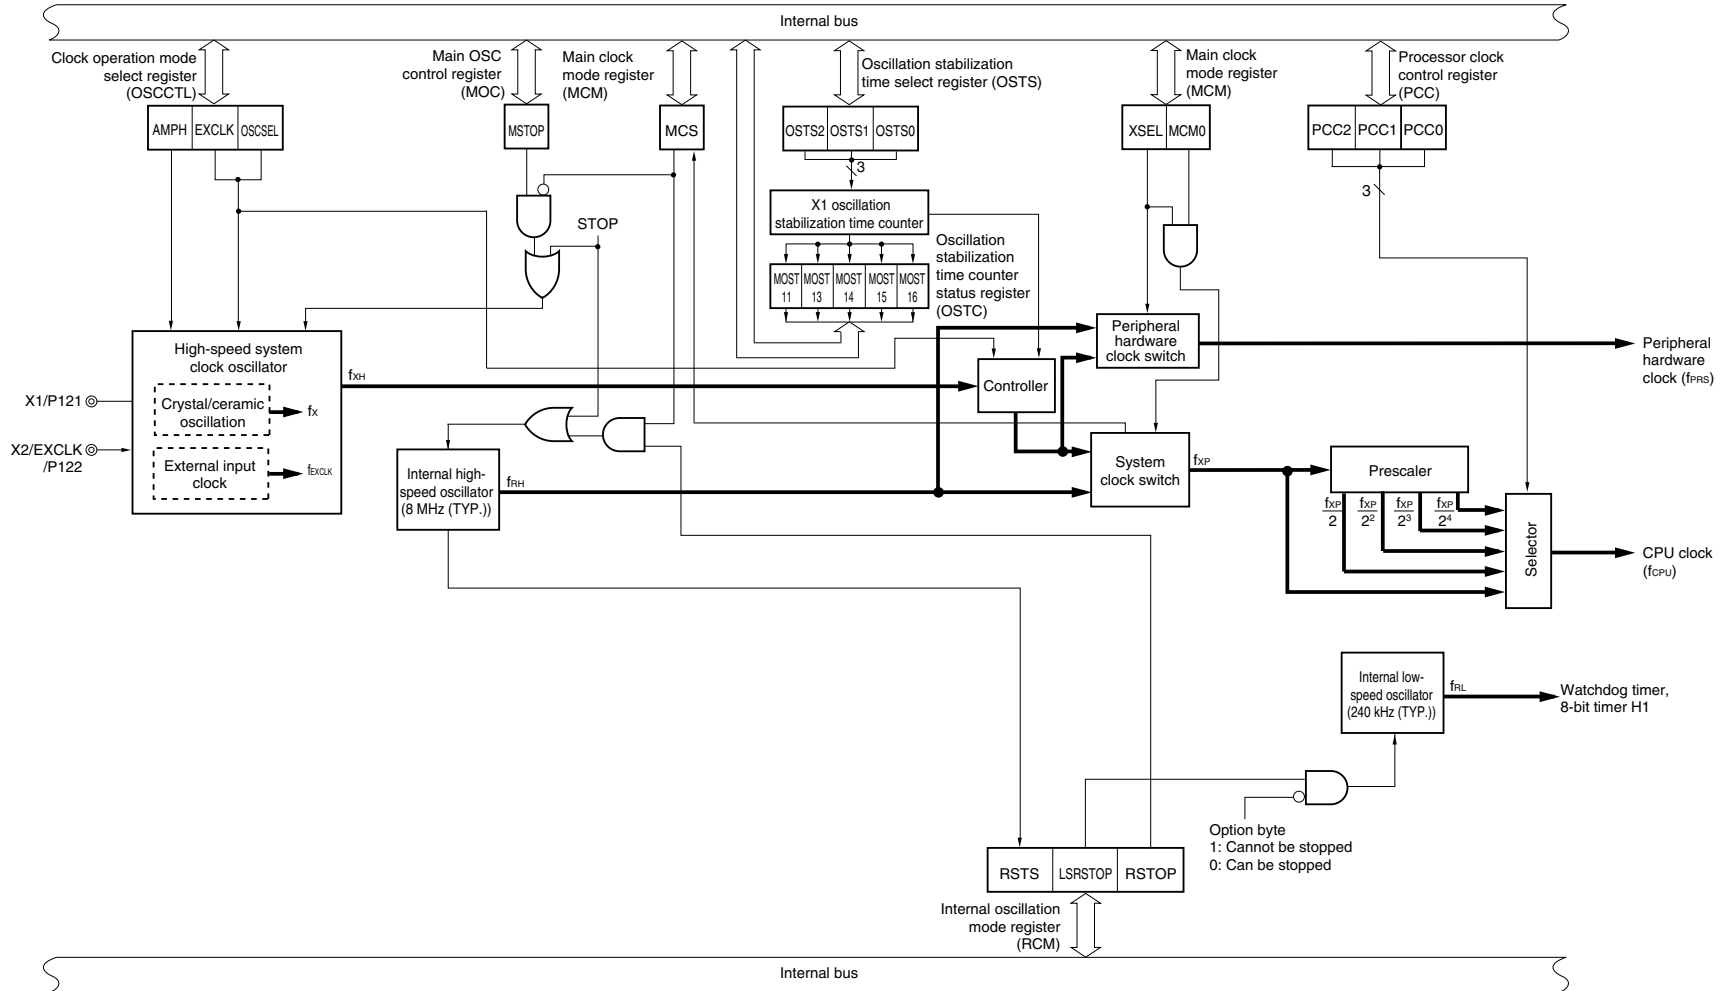 Internal bus
Clock operation mode
select register
(OSCCTL)
Main OSC
control register
(MOC)
Main clock
mode register
(MCM)
Oscillation stabilization
time select register (OSTS)
Main clock
mode register
(MCM)
Processor clock
control register
(PCC)
AMPH EXCLK OSCSEL
MSTOP
MCS
OSTS2 OSTS1 OSTS0
XSEL MCM0
PCC2 PCC1 PCC0
3
3
X1 oscillation
stabilization time counter
STOP
Oscillation
stabilization
time counter
status register
(OSTC)
MOST 11
MOST 13
MOST 14
MOST 15
MOST 16
High-speed system
clock oscillator
Crystal/ceramic
oscillation
fX
External input
clock
fEXCLK
X1/P121
X2/EXCLK
/P122
fXH
Controller
Peripheral
hardware
clock switch
Peripheral
hardware
clock (fPRS)
Internal high-
speed oscillator
(8 MHz (TYP.))
fRH
System
clock switch
fXP
Prescaler
fXP/2 fXP/2² fXP/2³ fXP/2⁴
Selector
CPU clock
(fCPU)
Internal low-
speed oscillator
(240 kHz (TYP.))
fRL
Watchdog timer,
8-bit timer H1
Option byte
1: Cannot be stopped
0: Can be stopped
RSTS LSRSTOP RSTOP
Internal oscillation
mode register
(RCM)
Internal bus